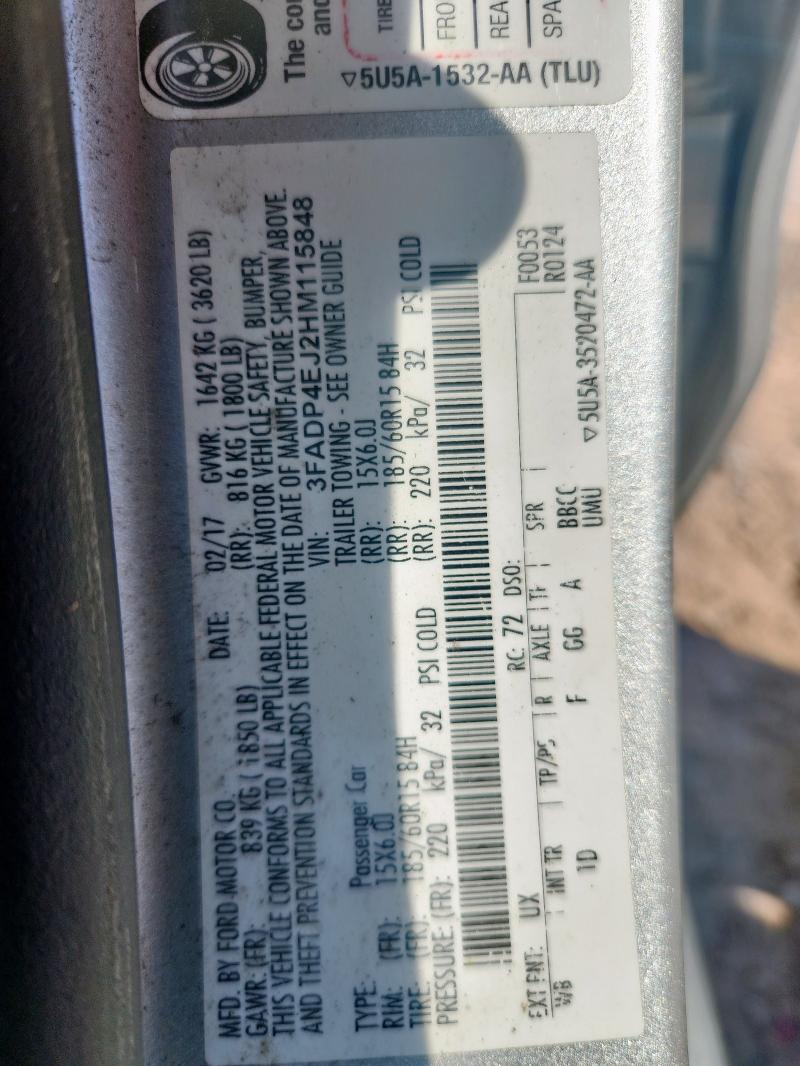 The co
and
TIRE
FRO
REA
SPA
▽5U5A-1532-AA (TLU)
MFD. BY FORD MOTOR CO. DATE: 02/17 GVWR: 1642 KG ( 3620 LB)
GAWR: (FR): 839 KG ( 1850 LB) (RR): 816 KG ( 1800 LB)
THIS VEHICLE CONFORMS TO ALL APPLICABLE FEDERAL MOTOR VEHICLE SAFETY, BUMPER,
AND THEFT PREVENTION STANDARDS IN EFFECT ON THE DATE OF MANUFACTURE SHOWN ABOVE.
VIN: 3FADP4EJ2HM115848
TYPE: Passenger Car TRAILER TOWING - SEE OWNER GUIDE
RIM: (FR): 15X6.0J (RR): 15X6.0J
TIRE: (FR): 185/60R15 84H (RR): 185/60R15 84H
PRESSURE: (FR): 220 kPa/ 32 PSI COLD (RR): 220 kPa/ 32 PSI COLD
RC: 72 DSO: F0053
EXT PNT: UX R0124
WB INT TR TP/PS R AXLE TR SPR
1D F GG A BBCC
UMU
▽5U5A-3520472-AA